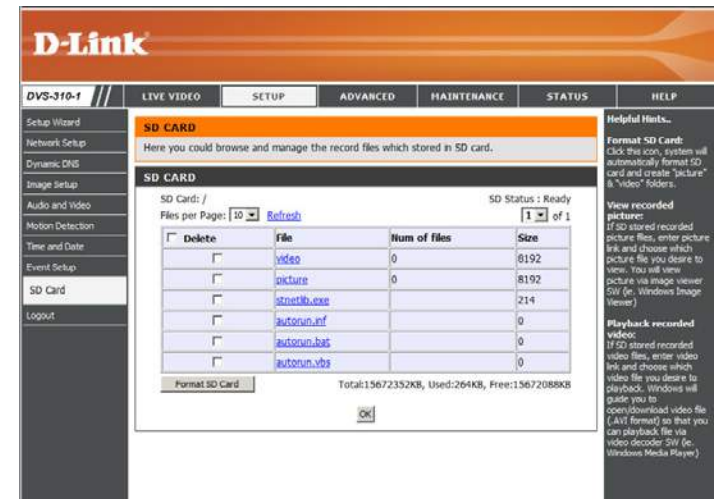 D-Link
DVS-310-1
LIVE VIDEO
SETUP
ADVANCED
MAINTENANCE
STATUS
HELP
Setup Wizard
Network Setup
Dynamic DNS
Image Setup
Audio and Video
Motion Detection
Time and Date
Event Setup
SD Card
Logout
SD CARD
Here you could browse and manage the record files which stored in SD card.
SD CARD
SD Card: /
SD Status : Ready
Files per Page: 10 Refresh
1 of 1
Delete File Num of files Size
video 0 8192
picture 0 8192
stnetlib.exe 214
autorun.inf 0
autorun.bat 0
autorun.vbs 0
Format SD Card
Total:15672352KB, Used:264KB, Free:15672088KB
OK
Helpful Hints..
Format SD Card:
Click this icon, system will
automatically format SD
card and create "picture"
& "video" folders.
View recorded
picture:
If SD stored recorded
picture files, enter picture
link and choose which
picture file you desire to
view. You will view
picture via image viewer
SW (ie. Windows Image
Viewer)
Playback recorded
video:
If SD stored recorded
video files, enter video
link and choose which
video file you desire to
playback. Windows will
guide you to
open/download video file
(.AVI format) so that you
can playback file via
video decoder SW (ie.
Windows Media Player)